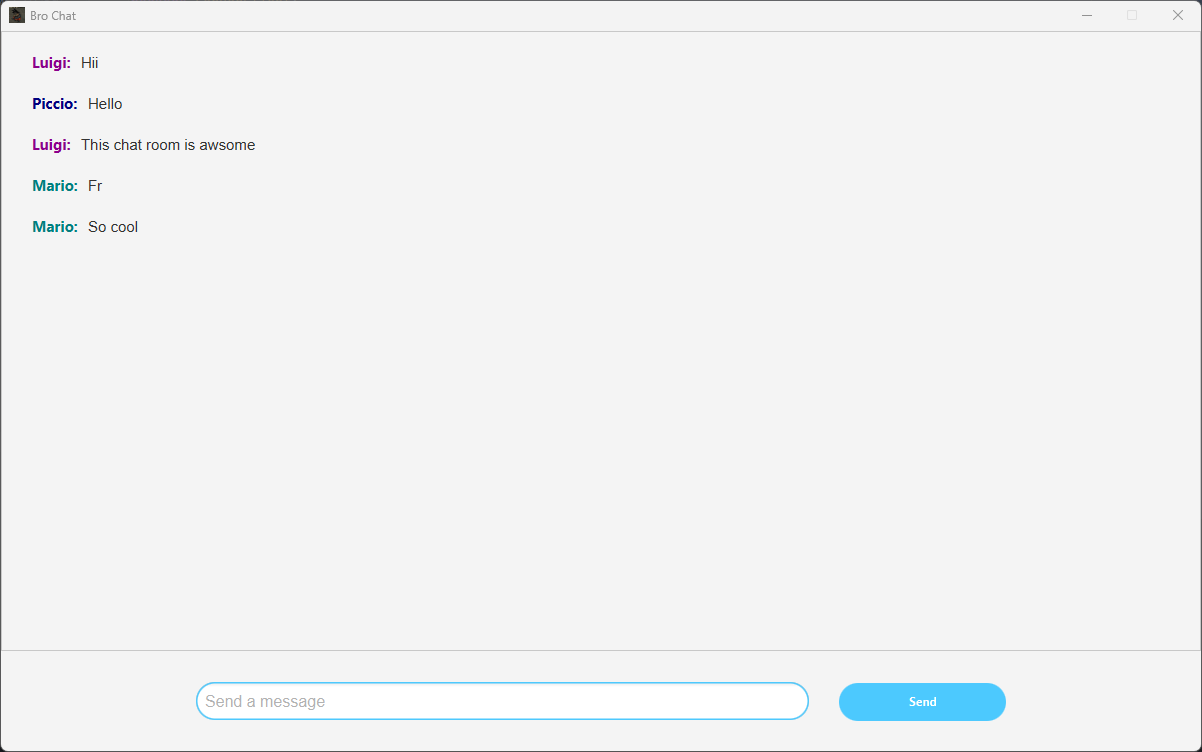 Bro Chat
Luigi: Hii
Piccio: Hello
Luigi: This chat room is awsome
Mario: Fr
Mario: So cool
Send a message
Send